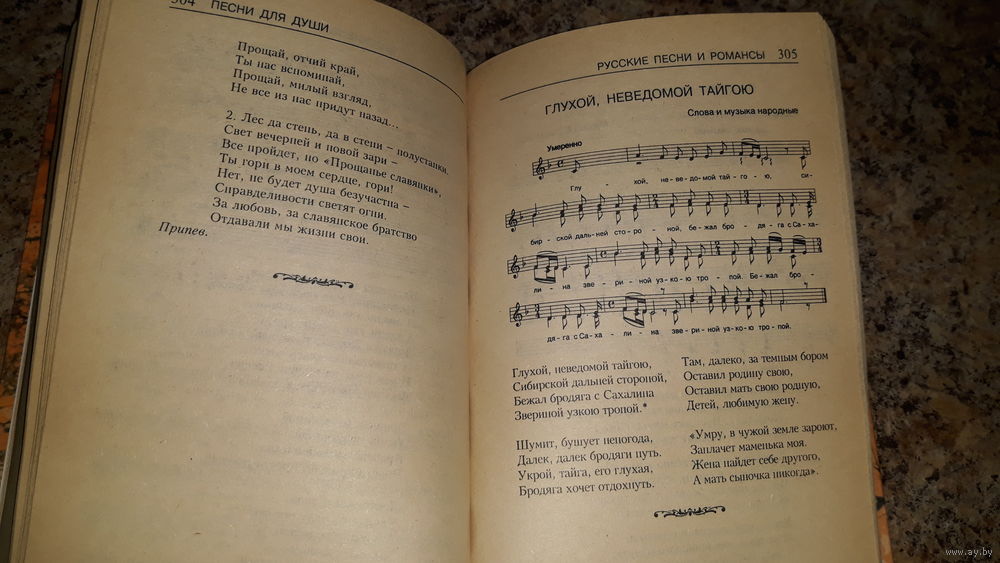 304 ПЕСНИ ДЛЯ ДУШИ
Прощай, отчий край,
Ты нас вспоминай,
Прощай, милый взгляд,
Не все из нас придут назад...
2. Лес да степь, да в степи – полустанки.
Свет вечерней и новой зари –
Все пройдет, но «Прощанье славянки»,
Ты гори в моем сердце, гори!
Нет, не будет душа безучастна –
Справедливости светят огни.
За любовь, за славянское братство
Отдавали мы жизни свои.
Припев.
РУССКИЕ ПЕСНИ И РОМАНСЫ 305
ГЛУХОЙ, НЕВЕДОМОЙ ТАЙГОЮ
Слова и музыка народные
Умеренно
Глу - хой, не - ве - до - мой тай - го - ю, си -
бир - ской даль - ней сто - ро - ной, бе - жал бро - дя - га с Са - ха -
ли - на зве - ри - ной уз - ко - ю тро - пой. Бе - жал бро -
дя - га с Са - ха - ли - на зве - ри - ной уз - ко - ю тро - пой.
Глухой, неведомой тайгою,
Сибирской дальней стороной,
Бежал бродяга с Сахалина
Звериной узкою тропой.*
Шумит, бушует непогода,
Далек, далек бродяги путь.
Укрой, тайга, его глухая,
Бродяга хочет отдохнуть.
Там, далеко, за темным бором
Оставил родину свою,
Оставил мать свою родную,
Детей, любимую жену.
«Умру, в чужой земле зароют,
Заплачет маменька моя.
Жена найдет себе другого,
А мать сыночка никогда».
www.ay.by